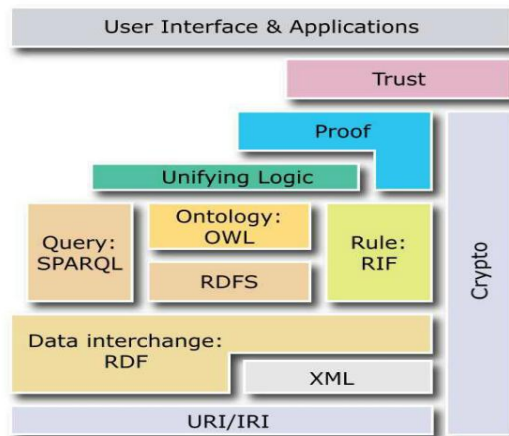 User Interface & Applications
Trust
Proof
Unifying Logic
Ontology:
OWL
Query:
SPARQL
Rule:
RIF
RDFS
Crypto
Data interchange:
RDF
XML
URI/IRI